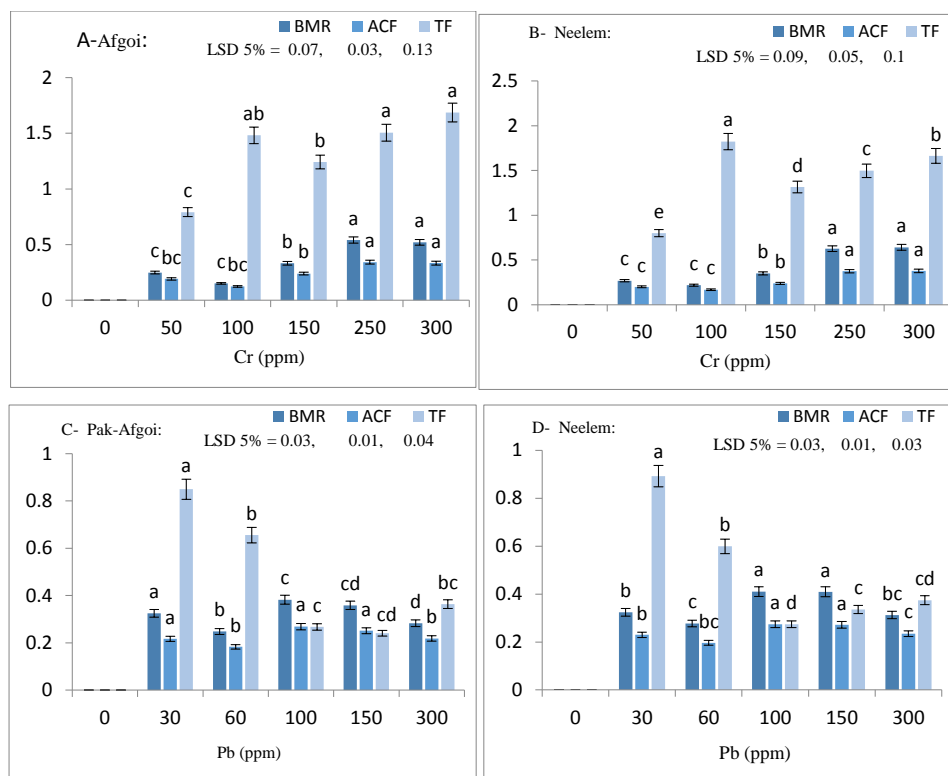 A-Afgoi:
BMR ACF TF
LSD 5% = 0.07, 0.03, 0.13
2
1.5
1
0.5
0
c bc c
c bc ab
b b b
a a a
a a a
0 50 100 150 250 300
Cr (ppm)
B- Neelem:
BMR ACF TF
LSD 5% = 0.09, 0.05, 0.1
2.5
2
1.5
1
0.5
0
c c e
c c a
b b d
a a c
a a b
0 50 100 150 250 300
Cr (ppm)
C- Pak-Afgoi:
BMR ACF TF
LSD 5% = 0.03, 0.01, 0.04
1
0.8
0.6
0.4
0.2
0
a a a
b b b
c a c
cd a cd
d b bc
0 30 60 100 150 300
Pb (ppm)
D- Neelem:
BMR ACF TF
LSD 5% = 0.03, 0.01, 0.03
1
0.8
0.6
0.4
0.2
0
b b a
c bc b
a a d
a a c
bc c cd
0 30 60 100 150 300
Pb (ppm)